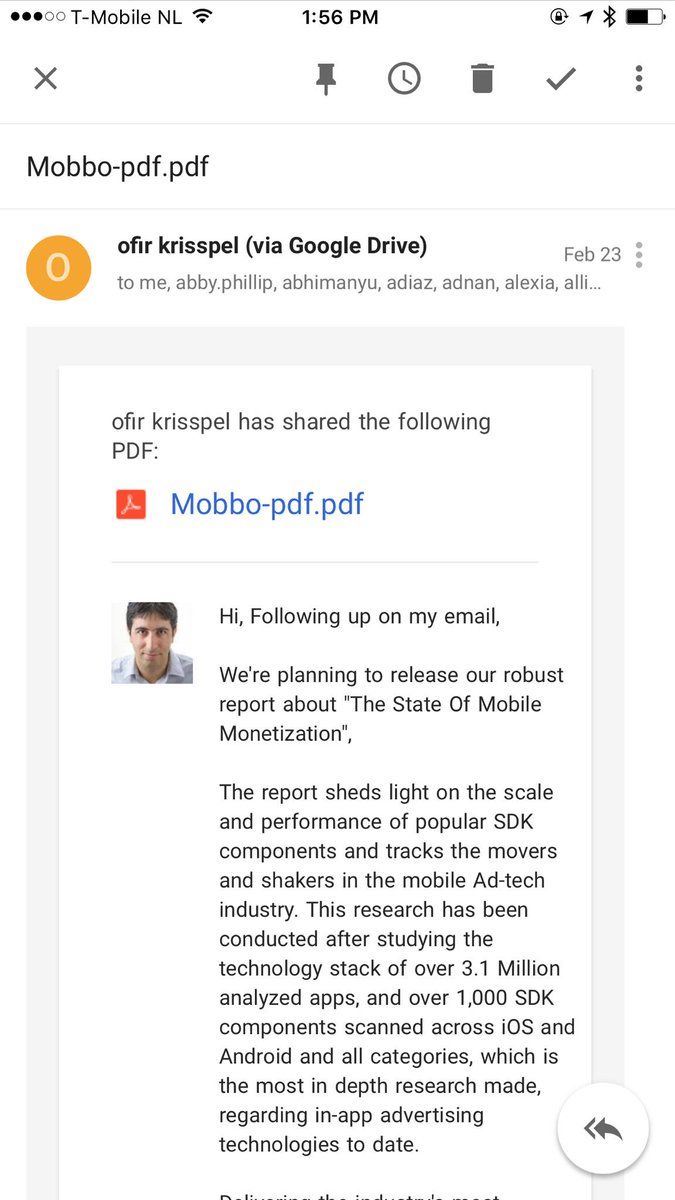 T-Mobile NL 1:56 PM
Mobbo-pdf.pdf
O
ofir krisspel (via Google Drive)
Feb 23
to me, abby.phillip, abhimanyu, adiaz, adnan, alexia, alli...
ofir krisspel has shared the following
PDF:
Mobbo-pdf.pdf
Hi, Following up on my email,
We're planning to release our robust
report about "The State Of Mobile
Monetization",
The report sheds light on the scale
and performance of popular SDK
components and tracks the movers
and shakers in the mobile Ad-tech
industry. This research has been
conducted after studying the
technology stack of over 3.1 Million
analyzed apps, and over 1,000 SDK
components scanned across iOS and
Android and all categories, which is
the most in depth research made,
regarding in-app advertising
technologies to date.
Delivering the industry's most